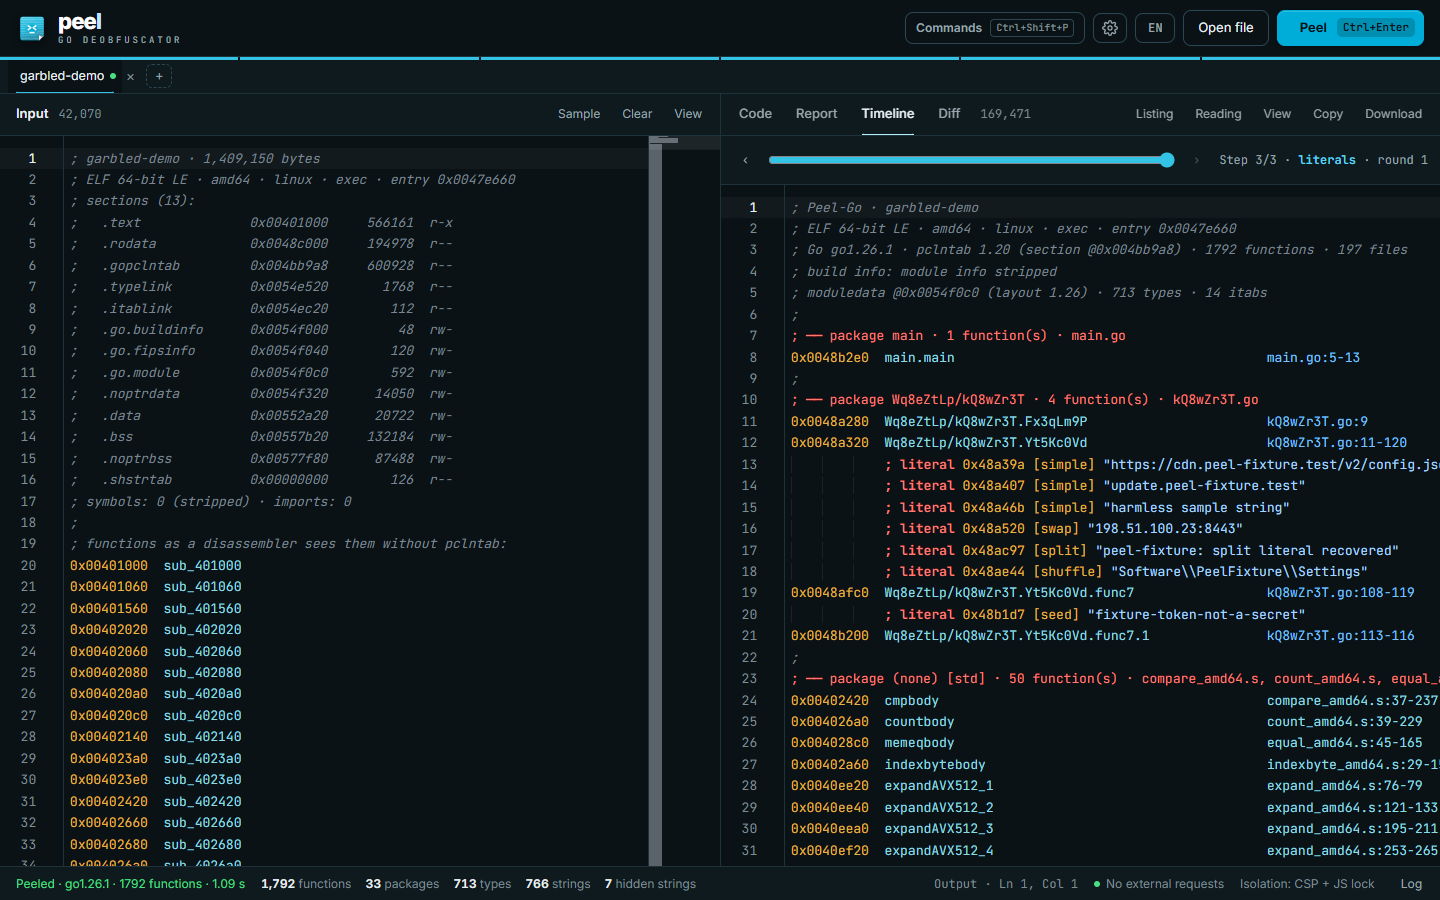 peel
GO DEOBFUSCATOR
Commands Ctrl+Shift+P
EN
Open file
Peel Ctrl+Enter
garbled-demo ● × +
Input 42,070
Sample Clear View
Code Report Timeline Diff 169,471
Listing Reading View Copy Download
‹ › Step 3/3 · literals · round 1
1 ; garbled-demo · 1,409,150 bytes
2 ; ELF 64-bit LE · amd64 · linux · exec · entry 0x0047e660
3 ; sections (13):
4 ; .text 0x00401000 566161 r-x
5 ; .rodata 0x0048c000 194978 r--
6 ; .gopclntab 0x004bb9a8 600928 r--
7 ; .typelink 0x0054e520 1768 r--
8 ; .itablink 0x0054ec20 112 r--
9 ; .go.buildinfo 0x0054f000 48 rw-
10 ; .go.fipsinfo 0x0054f040 120 rw-
11 ; .go.module 0x0054f0c0 592 rw-
12 ; .noptrdata 0x0054f320 14050 rw-
13 ; .data 0x00552a20 20722 rw-
14 ; .bss 0x00557b20 132184 rw-
15 ; .noptrbss 0x00577f80 87488 rw-
16 ; .shstrtab 0x00000000 126 r--
17 ; symbols: 0 (stripped) · imports: 0
18 ;
19 ; functions as a disassembler sees them without pclntab:
20 0x00401000 sub_401000
21 0x00401060 sub_401060
22 0x00401560 sub_401560
23 0x00402020 sub_402020
24 0x00402060 sub_402060
25 0x00402080 sub_402080
26 0x004020a0 sub_4020a0
27 0x004020c0 sub_4020c0
28 0x00402140 sub_402140
29 0x004023a0 sub_4023a0
30 0x004023e0 sub_4023e0
31 0x00402420 sub_402420
32 0x00402660 sub_402660
33 0x00402680 sub_402680
34 0x004026a0 sub_4026a0
1 ; Peel-Go · garbled-demo
2 ; ELF 64-bit LE · amd64 · linux · exec · entry 0x0047e660
3 ; Go go1.26.1 · pclntab 1.20 (section @0x004bb9a8) · 1792 functions · 197 files
4 ; build info: module info stripped
5 ; moduledata @0x0054f0c0 (layout 1.26) · 713 types · 14 itabs
6 ;
7 ; —— package main · 1 function(s) · main.go
8 0x0048b2e0 main.main main.go:5-13
9 ;
10 ; —— package Wq8eZtLp/kQ8wZr3T · 4 function(s) · kQ8wZr3T.go
11 0x0048a280 Wq8eZtLp/kQ8wZr3T.Fx3qLm9P kQ8wZr3T.go:9
12 0x0048a320 Wq8eZtLp/kQ8wZr3T.Yt5Kc0Vd kQ8wZr3T.go:11-120
13 ; literal 0x48a39a [simple] "https://cdn.peel-fixture.test/v2/config.jso
14 ; literal 0x48a407 [simple] "update.peel-fixture.test"
15 ; literal 0x48a46b [simple] "harmless sample string"
16 ; literal 0x48a520 [swap] "198.51.100.23:8443"
17 ; literal 0x48ac97 [split] "peel-fixture: split literal recovered"
18 ; literal 0x48ae44 [shuffle] "Software\\PeelFixture\\Settings"
19 0x0048afc0 Wq8eZtLp/kQ8wZr3T.Yt5Kc0Vd.func7 kQ8wZr3T.go:108-119
20 ; literal 0x48b1d7 [seed] "fixture-token-not-a-secret"
21 0x0048b200 Wq8eZtLp/kQ8wZr3T.Yt5Kc0Vd.func7.1 kQ8wZr3T.go:113-116
22 ;
23 ; —— package (none) [std] · 50 function(s) · compare_amd64.s, count_amd64.s, equal_a
24 0x00402420 cmpbody compare_amd64.s:37-237
25 0x004026a0 countbody count_amd64.s:39-229
26 0x004028c0 memeqbody equal_amd64.s:45-165
27 0x00402a60 indexbytebody indexbyte_amd64.s:29-15
28 0x0040ee20 expandAVX512_1 expand_amd64.s:76-79
29 0x0040ee40 expandAVX512_2 expand_amd64.s:121-133
30 0x0040eea0 expandAVX512_3 expand_amd64.s:195-211
31 0x0040ef20 expandAVX512_4 expand_amd64.s:253-265
Peeled · go1.26.1 · 1792 functions · 1.09 s 1,792 functions 33 packages 713 types 766 strings 7 hidden strings
Output · Ln 1, Col 1 ● No external requests Isolation: CSP + JS lock Log